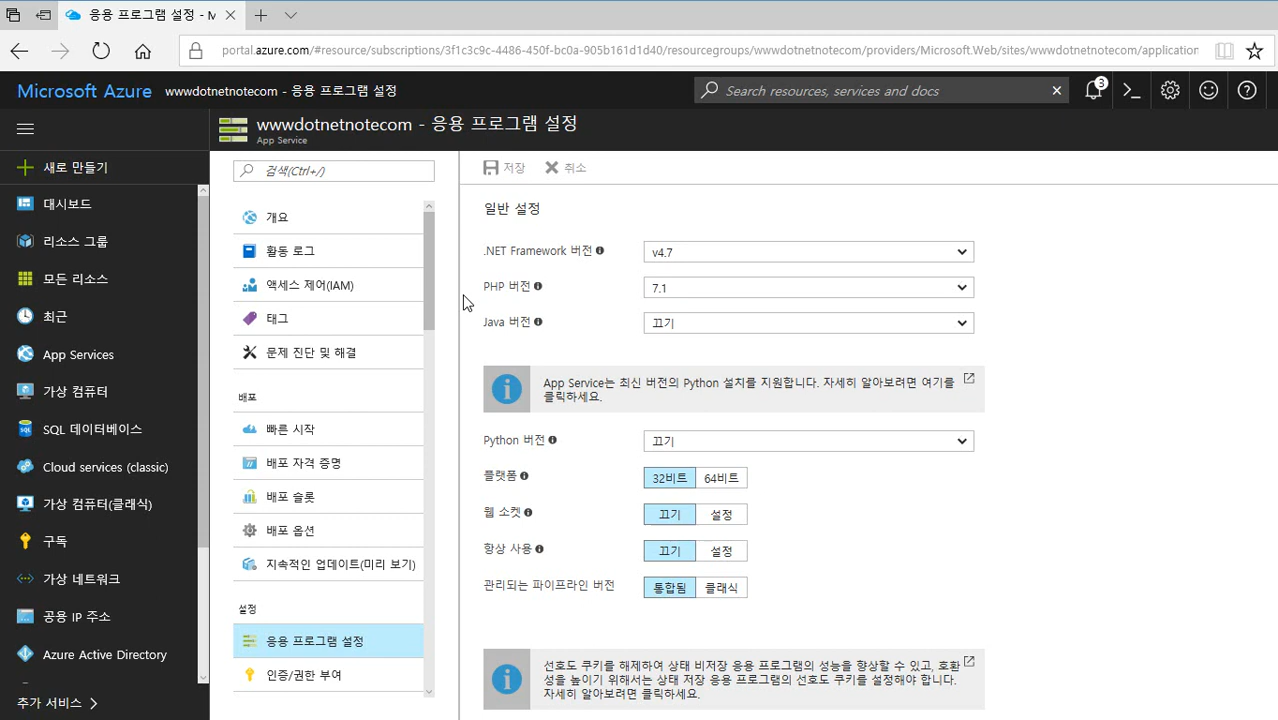 응용 프로그램 설정 - M
portal.azure.com/#resource/subscriptions/3f1c3c9c-4486-450f-bc0a-905b161d1d40/resourcegroups/wwwdotnetnotecom/providers/Microsoft.Web/sites/wwwdotnetnotecom/application
Microsoft Azure wwwdotnetnotecom - 응용 프로그램 설정
Search resources, services and docs
3
wwwdotnetnotecom - 응용 프로그램 설정
App Service
새로 만들기
대시보드
리소스 그룹
모든 리소스
최근
App Services
가상 컴퓨터
SQL 데이터베이스
Cloud services (classic)
가상 컴퓨터(클래식)
구독
가상 네트워크
공용 IP 주소
Azure Active Directory
추가 서비스
검색(Ctrl+/)
개요
활동 로그
액세스 제어(IAM)
태그
문제 진단 및 해결
배포
빠른 시작
배포 자격 증명
배포 슬롯
배포 옵션
지속적인 업데이트(미리 보기)
설정
응용 프로그램 설정
인증/권한 부여
저장 취소
일반 설정
.NET Framework 버전 v4.7
PHP 버전 7.1
Java 버전 끄기
App Service는 최신 버전의 Python 설치를 지원합니다. 자세히 알아보려면 여기를
클릭하세요.
Python 버전 끄기
플랫폼 32비트 64비트
웹 소켓 끄기 설정
항상 사용 끄기 설정
관리되는 파이프라인 버전 통합됨 클래식
선호도 쿠키를 해제하여 상태 비저장 응용 프로그램의 성능을 향상할 수 있고, 호환
성을 높이기 위해서는 상태 저장 응용 프로그램의 선호도 쿠키를 설정해야 합니다.
자세히 알아보려면 클릭하세요.